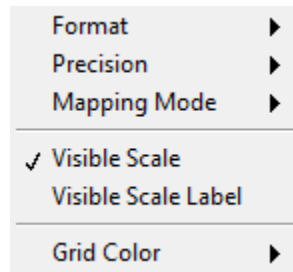 Format
Precision
Mapping Mode
Visible Scale
Visible Scale Label
Grid Color